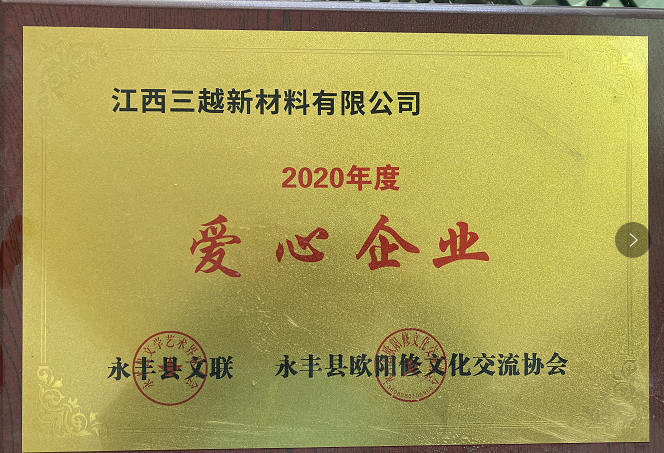 江西三越新材料有限公司
2020年度
爱心企业
永丰县文联 永丰县欧阳修文化交流协会